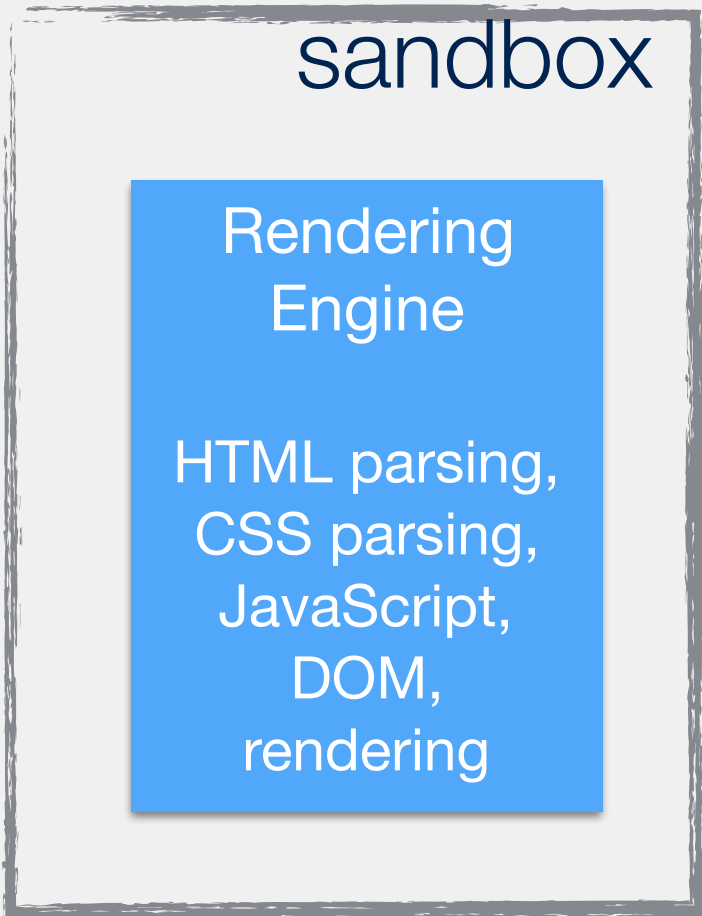 sandbox
Rendering
Engine
HTML parsing,
CSS parsing,
JavaScript,
DOM,
rendering